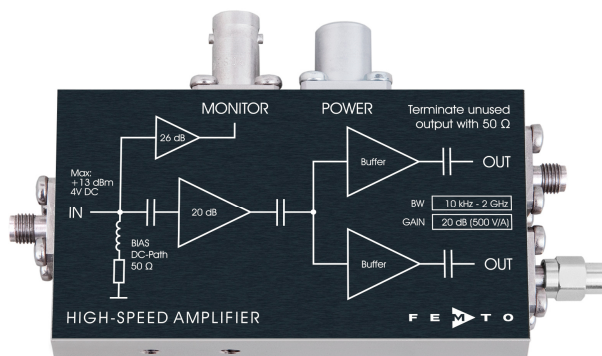 MONITOR
POWER
Terminate unused
output with 50 Ω
26 dB
Buffer
OUT
Max:
+13 dBm
4V DC
IN
20 dB
BW 10 kHz - 2 GHz
GAIN 20 dB (500 V/A)
BIAS
DC-Path
50 Ω
Buffer
OUT
HIGH-SPEED AMPLIFIER
FEMTO